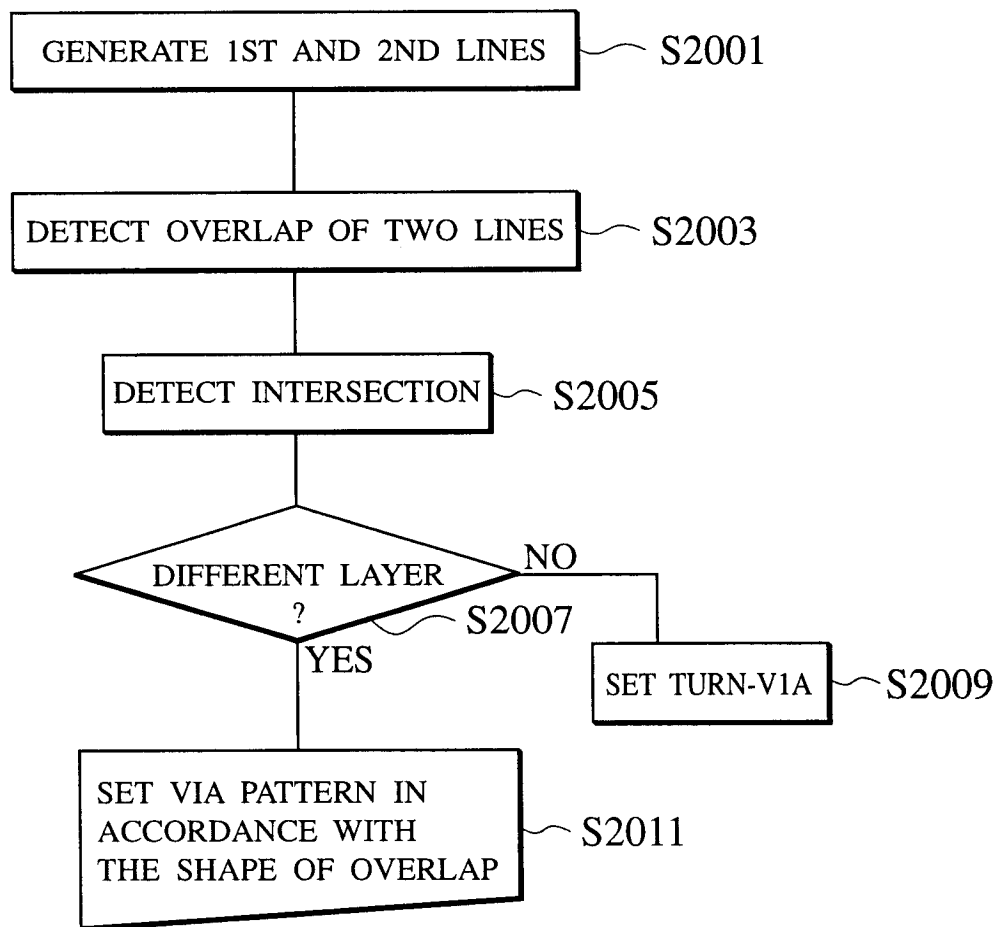 GENERATE 1ST AND 2ND LINES
S2001
DETECT OVERLAP OF TWO LINES
S2003
DETECT INTERSECTION
S2005
DIFFERENT LAYER
?
NO
S2007
YES
SET TURN-V1A
S2009
SET VIA PATTERN IN
ACCORDANCE WITH
THE SHAPE OF OVERLAP
S2011